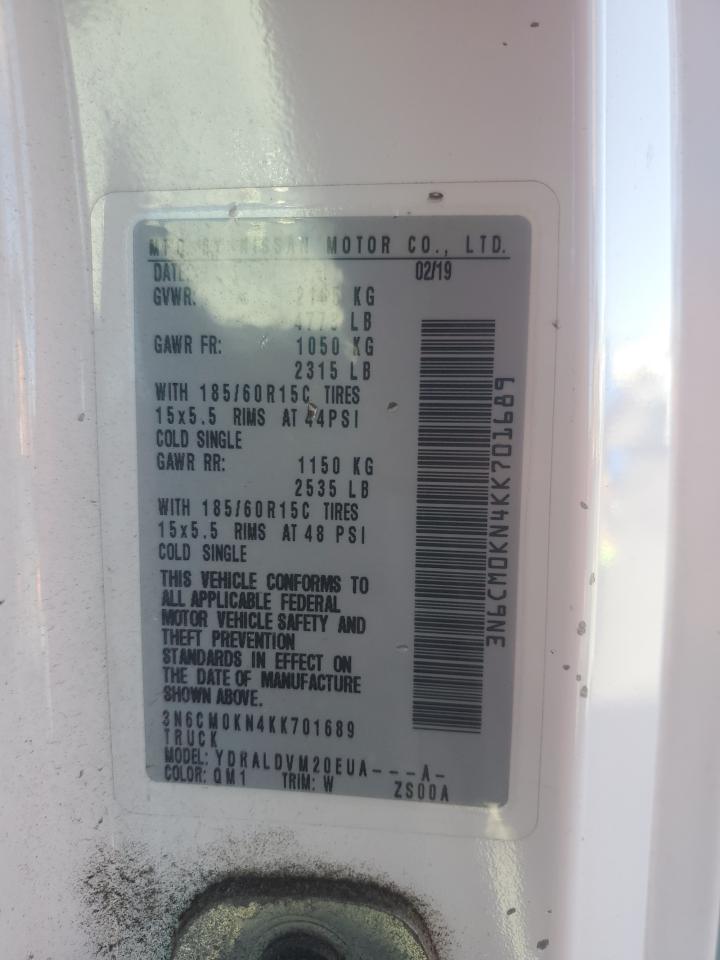 MFD BY NISSAN MOTOR CO., LTD.
DATE: 02/19
GVWR: KG
LB
GAWR FR: 1050 KG
2315 LB
WITH 185/60R15C TIRES
15x5.5 RIMS AT 44PSI
COLD SINGLE
GAWR RR: 1150 KG
2535 LB
WITH 185/60R15C TIRES
15x5.5 RIMS AT 48 PSI
COLD SINGLE
THIS VEHICLE CONFORMS TO
ALL APPLICABLE FEDERAL
MOTOR VEHICLE SAFETY AND
THEFT PREVENTION
STANDARDS IN EFFECT ON
THE DATE OF MANUFACTURE
SHOWN ABOVE.
3N6CM0KN4KK701689
TRUCK
MODEL: YDRALDVM20EUA---A-
COLOR: QM1 TRIM: W ZS00A
3N6CM0KN4KK701689